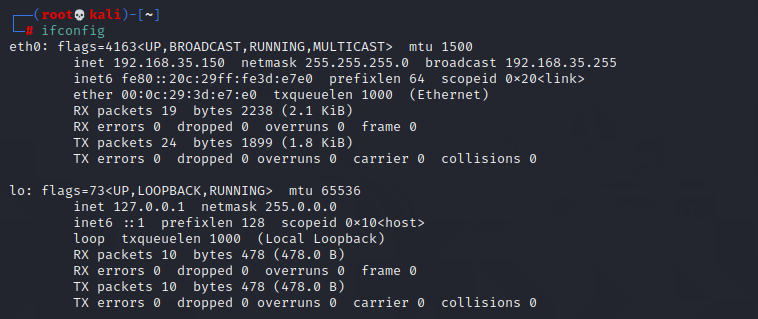 ┌──(root💀kali)-[~]
└─# ifconfig
eth0: flags=4163<UP,BROADCAST,RUNNING,MULTICAST>  mtu 1500
        inet 192.168.35.150  netmask 255.255.255.0  broadcast 192.168.35.255
        inet6 fe80::20c:29ff:fe3d:e7e0  prefixlen 64  scopeid 0×20<link>
        ether 00:0c:29:3d:e7:e0  txqueuelen 1000  (Ethernet)
        RX packets 19  bytes 2238 (2.1 KiB)
        RX errors 0  dropped 0  overruns 0  frame 0
        TX packets 24  bytes 1899 (1.8 KiB)
        TX errors 0  dropped 0 overruns 0  carrier 0  collisions 0

lo: flags=73<UP,LOOPBACK,RUNNING>  mtu 65536
        inet 127.0.0.1  netmask 255.0.0.0
        inet6 ::1  prefixlen 128  scopeid 0×10<host>
        loop  txqueuelen 1000  (Local Loopback)
        RX packets 10  bytes 478 (478.0 B)
        RX errors 0  dropped 0  overruns 0  frame 0
        TX packets 10  bytes 478 (478.0 B)
        TX errors 0  dropped 0 overruns 0  carrier 0  collisions 0